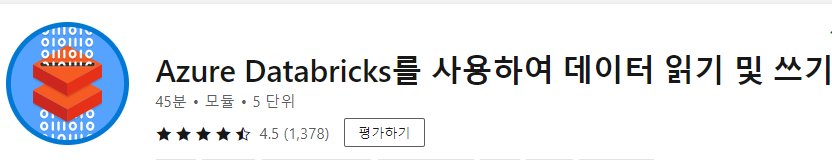 Azure Databricks를 사용하여 데이터 읽기 및 쓰기
45분 • 모듈 • 5 단위
4.5 (1,378) 평가하기